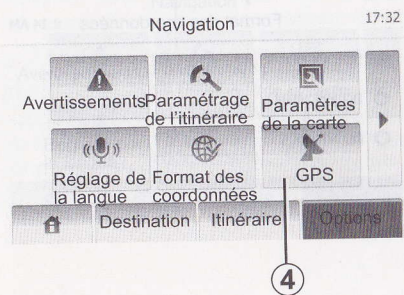 Navigation
17:32
Avertissements
Paramétrage
de l'itinéraire
Paramètres
de la carte
Réglage de
la langue
Format des
coordonnées
GPS
Destination
Itinéraire
Options
4